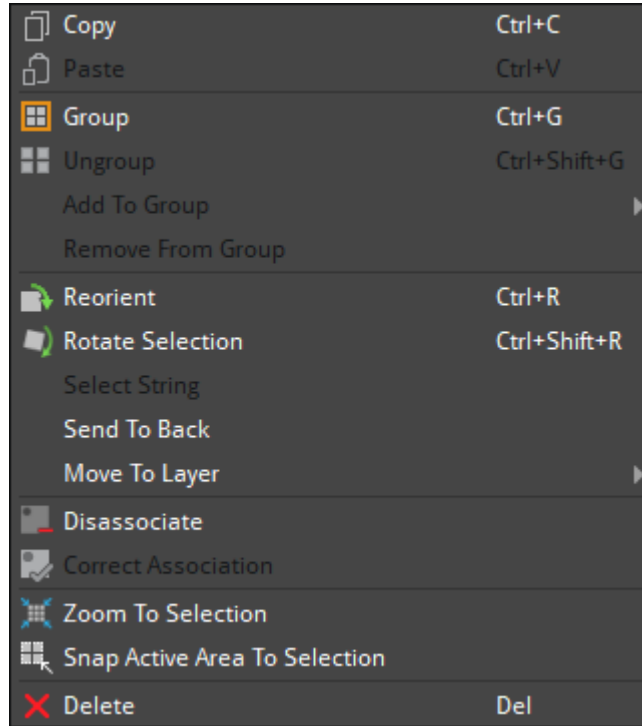 Copy Ctrl+C
Paste Ctrl+V
Group Ctrl+G
Ungroup Ctrl+Shift+G
Add To Group
Remove From Group
Reorient Ctrl+R
Rotate Selection Ctrl+Shift+R
Select String
Send To Back
Move To Layer
Disassociate
Correct Association
Zoom To Selection
Snap Active Area To Selection
Delete Del